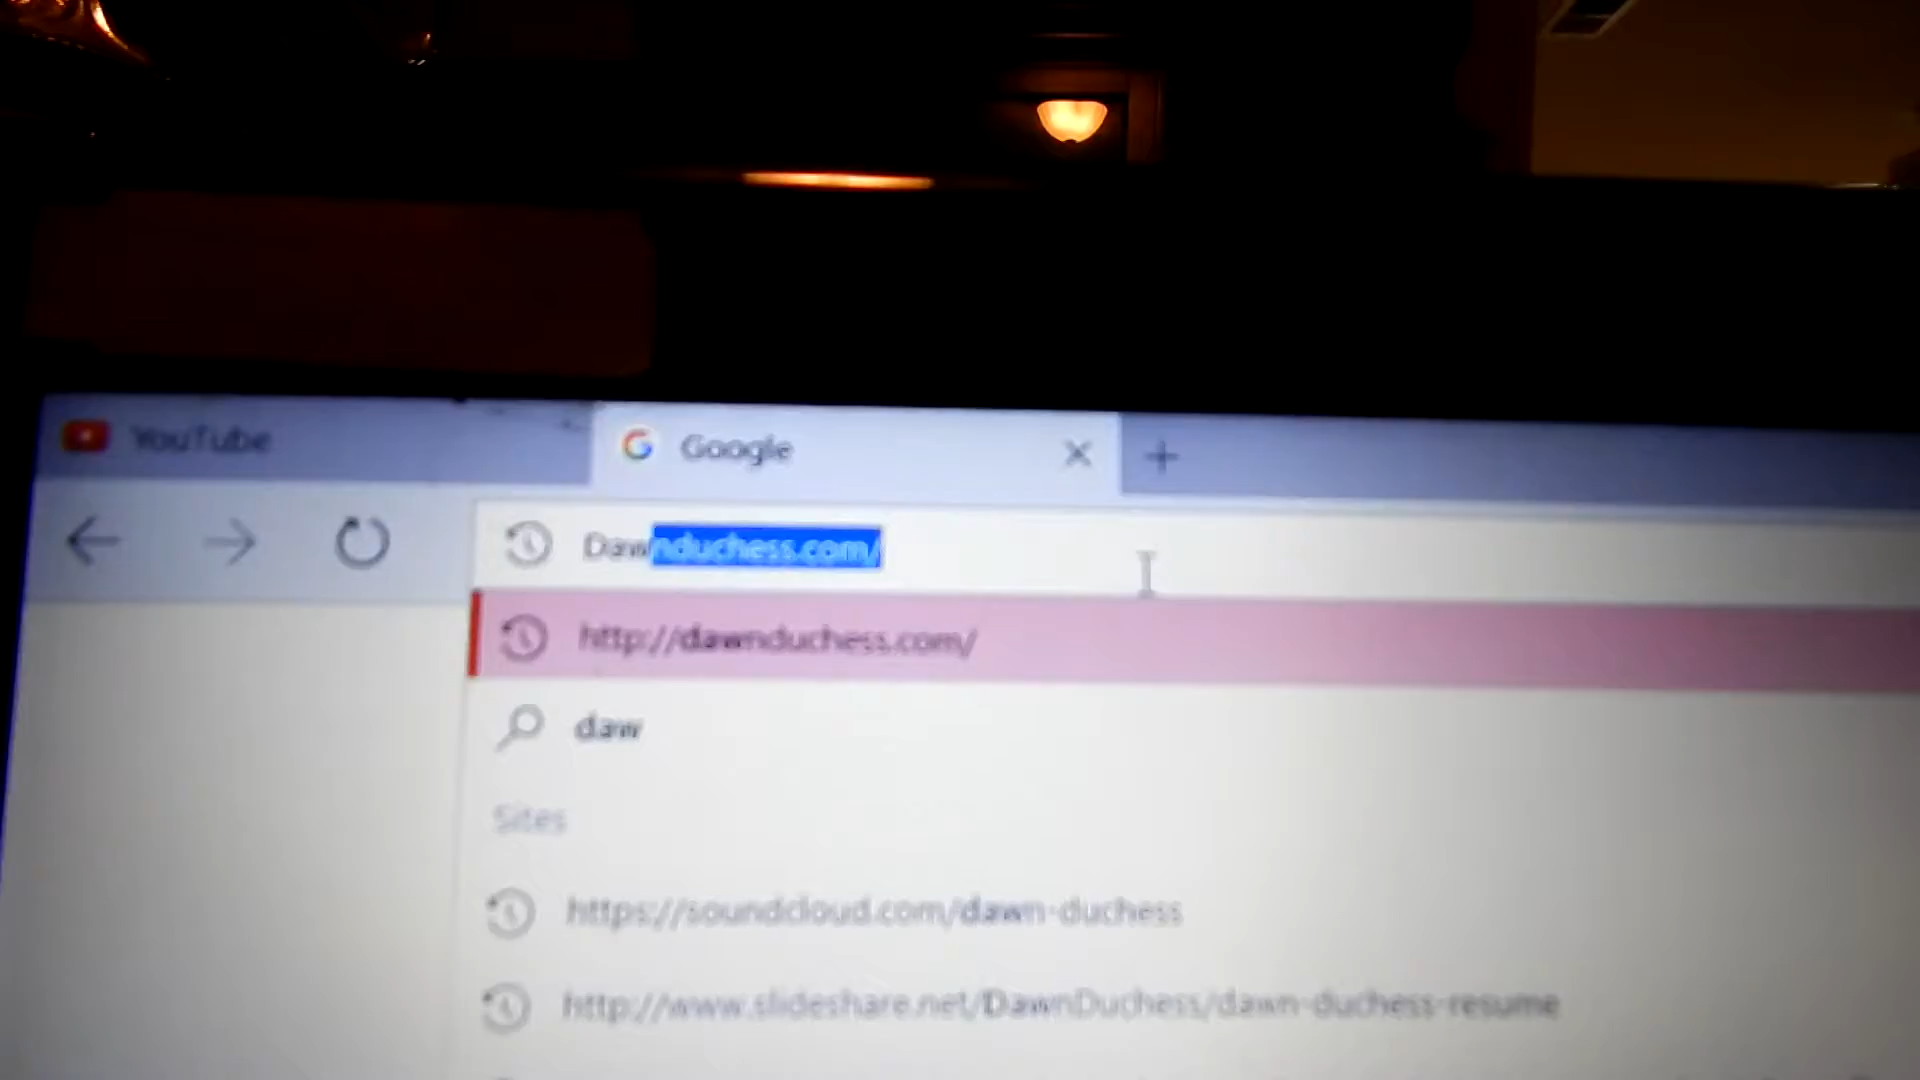 YouTube
Google
Dawnduchess.com/
http://dawnduchess.com/
daw
Sites
https://soundcloud.com/dawn-duchess
http://www.slideshare.net/DawnDuchess/dawn-duchess-resume